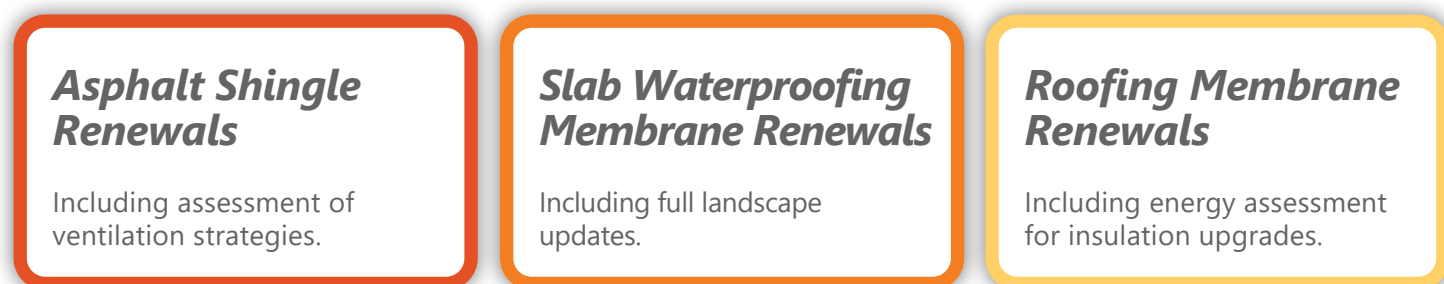 Asphalt Shingle
Renewals
Including assessment of
ventilation strategies.
Slab Waterproofing
Membrane Renewals
Including full landscape
updates.
Roofing Membrane
Renewals
Including energy assessment
for insulation upgrades.